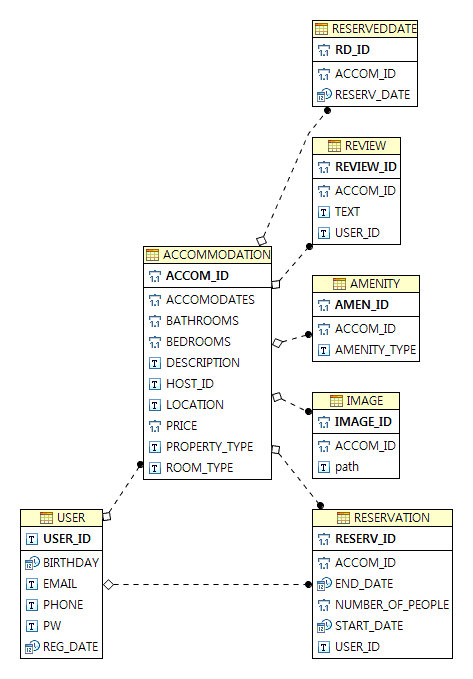 RESERVEDDATE
RD_ID
ACCOM_ID
RESERV_DATE
REVIEW
REVIEW_ID
ACCOM_ID
TEXT
USER_ID
ACCOMMODATION
ACCOM_ID
ACCOMODATES
BATHROOMS
BEDROOMS
DESCRIPTION
HOST_ID
LOCATION
PRICE
PROPERTY_TYPE
ROOM_TYPE
AMENITY
AMEN_ID
ACCOM_ID
AMENITY_TYPE
IMAGE
IMAGE_ID
ACCOM_ID
path
USER
USER_ID
BIRTHDAY
EMAIL
PHONE
PW
REG_DATE
RESERVATION
RESERV_ID
ACCOM_ID
END_DATE
NUMBER_OF_PEOPLE
START_DATE
USER_ID